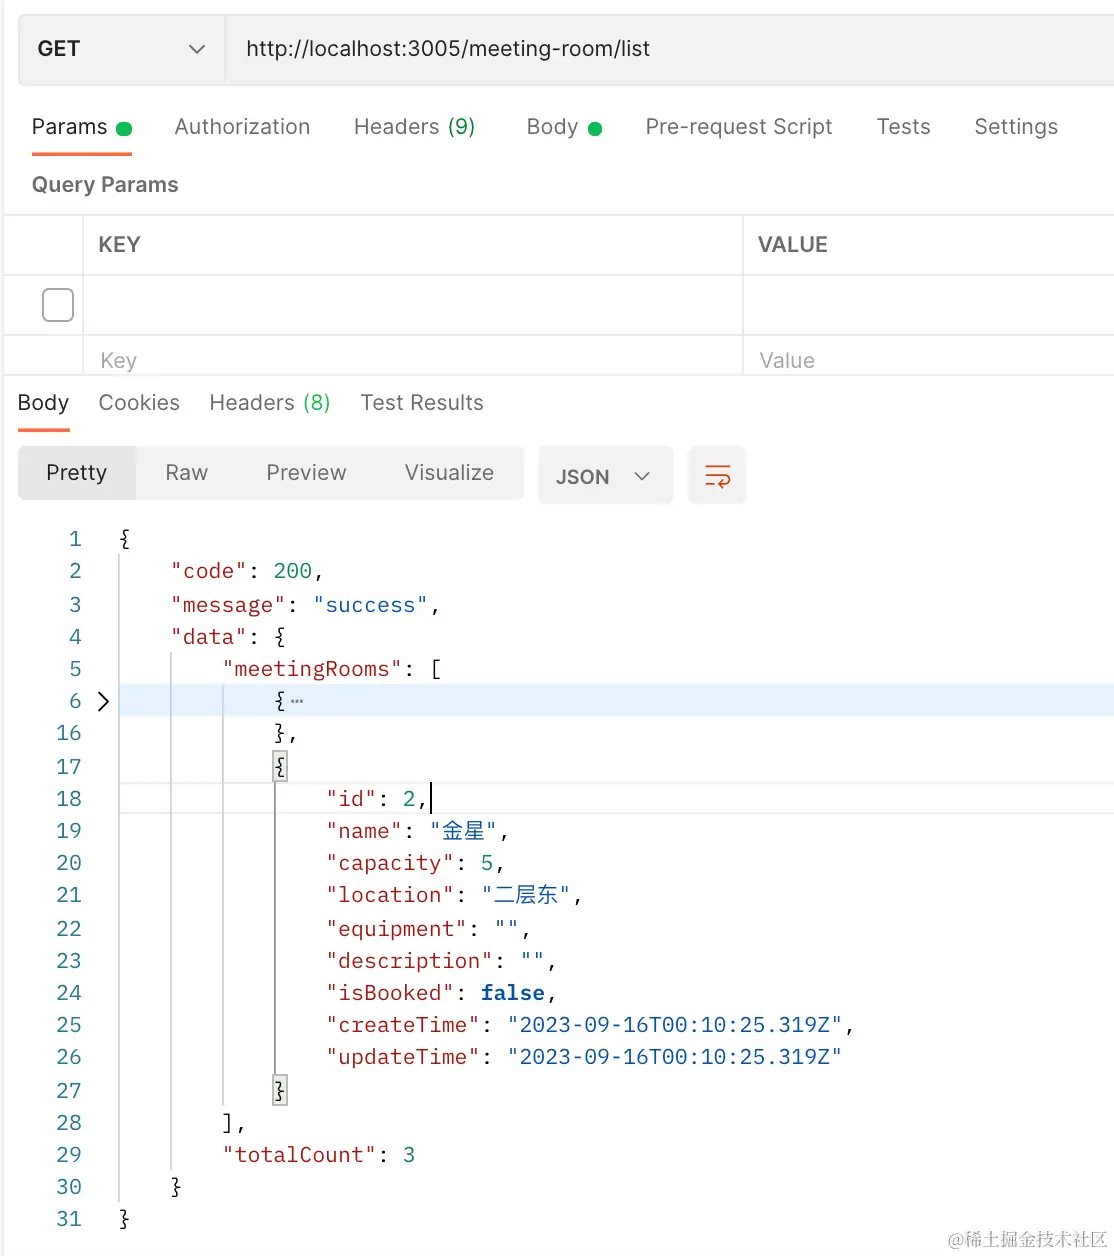 GET http://localhost:3005/meeting-room/list
Params Authorization Headers (9) Body Pre-request Script Tests Settings
Query Params
KEY VALUE
Key Value
Body Cookies Headers (8) Test Results
Pretty Raw Preview Visualize JSON
1 {
2 "code": 200,
3 "message": "success",
4 "data": {
5 "meetingRooms": [
6 { ⋯
16 },
17 {
18 "id": 2,
19 "name": "金星",
20 "capacity": 5,
21 "location": "二层东",
22 "equipment": "",
23 "description": "",
24 "isBooked": false,
25 "createTime": "2023-09-16T00:10:25.319Z",
26 "updateTime": "2023-09-16T00:10:25.319Z"
27 }
28 ],
29 "totalCount": 3
30 }
31 }
@稀土掘金技术社区